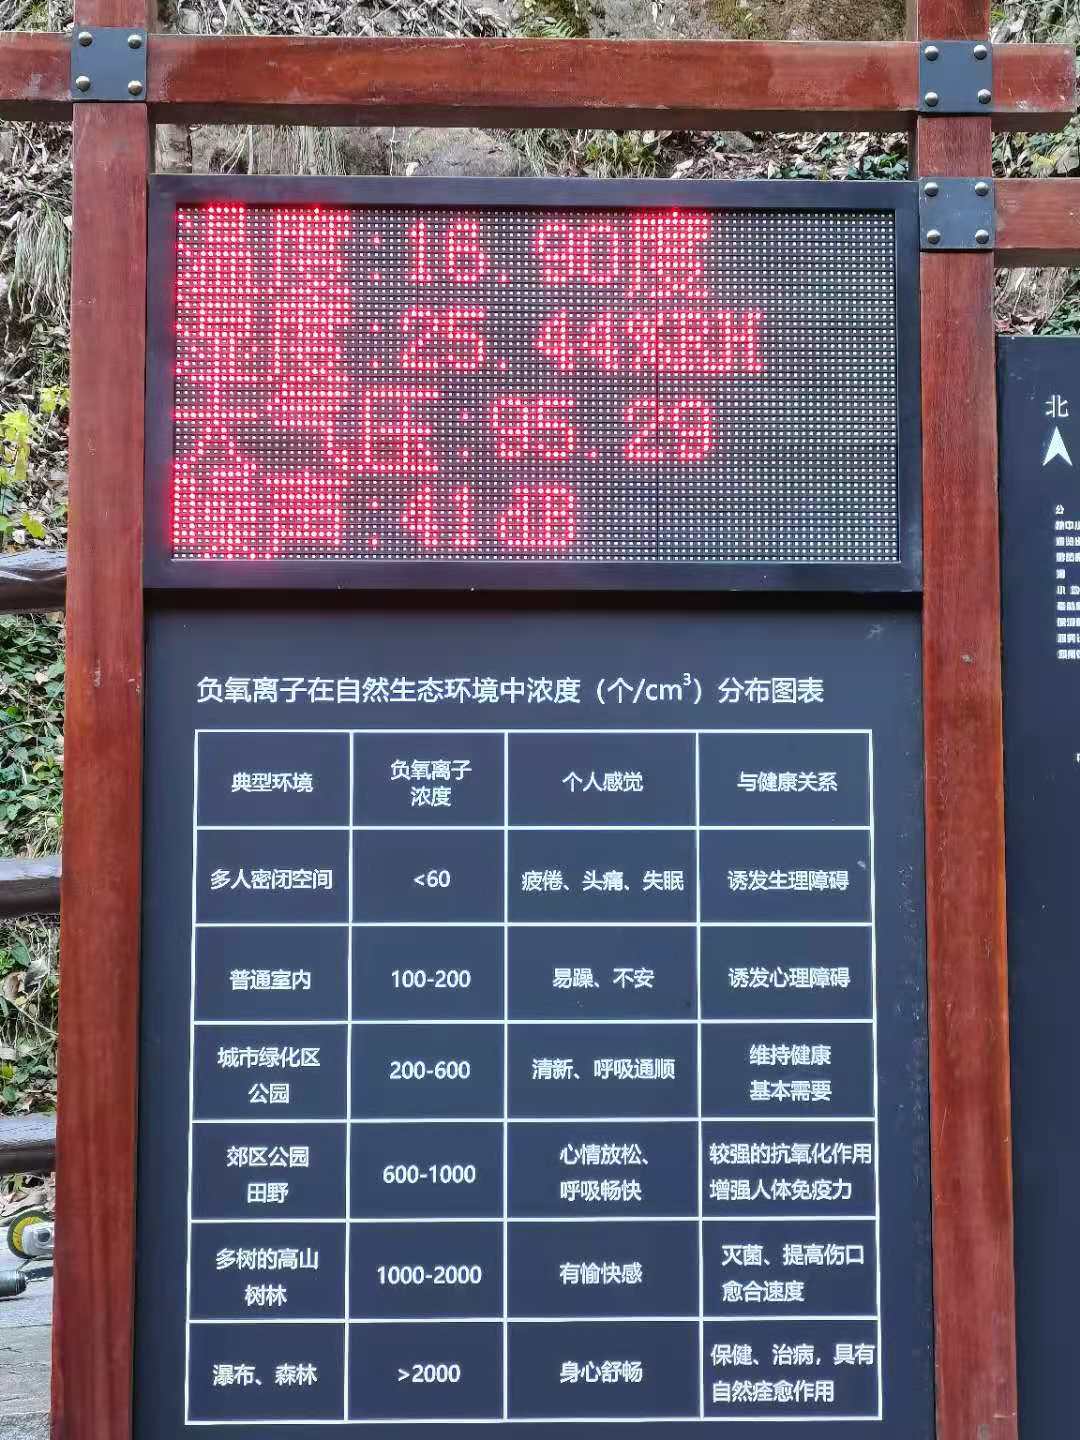 温度:16.90度
湿度:25.44%RH
大气压:95.29
噪声:41dB
负氧离子在自然生态环境中浓度（个/cm³）分布图表
典型环境
负氧离子
浓度
个人感觉
与健康关系
多人密闭空间
<60
疲倦、头痛、失眠
诱发生理障碍
普通室内
100-200
易躁、不安
诱发心理障碍
城市绿化区
公园
200-600
清新、呼吸通顺
维持健康
基本需要
郊区公园
田野
600-1000
心情放松、
呼吸畅快
较强的抗氧化作用
增强人体免疫力
多树的高山
树林
1000-2000
有愉快感
灭菌、提高伤口
愈合速度
瀑布、森林
>2000
身心舒畅
保健、治病，具有
自然痊愈作用
北